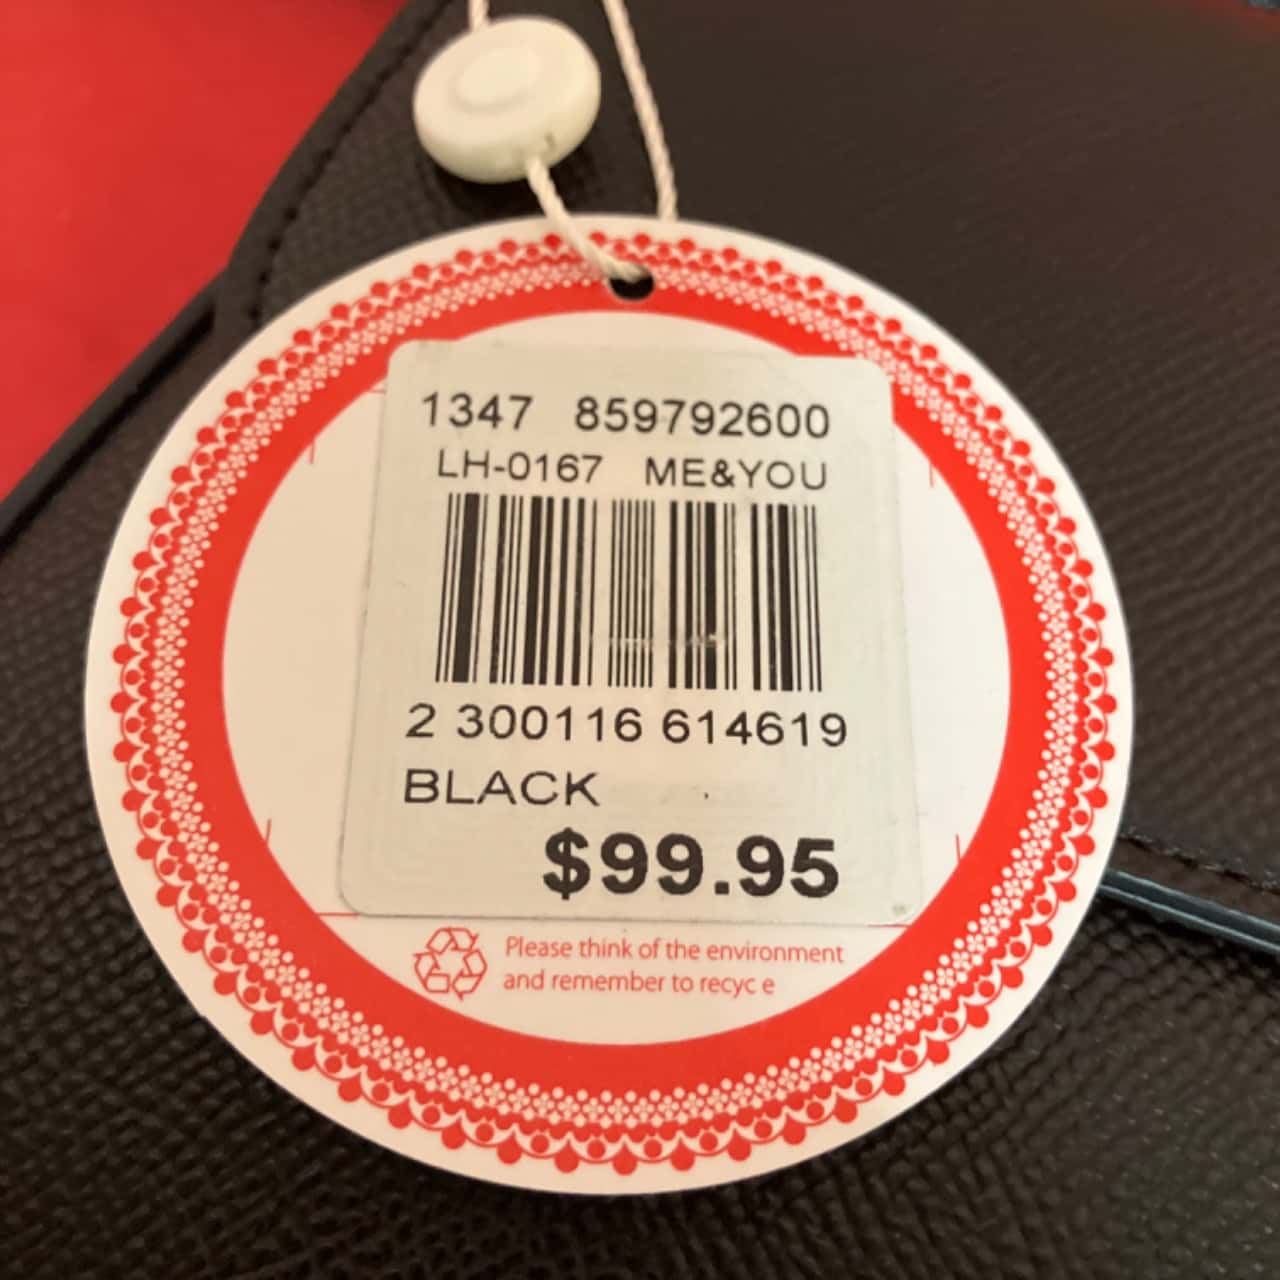 1347 859792600
LH-0167 ME&YOU
2 300116 614619
BLACK
$99.95
Please think of the environment
and remember to recyc e